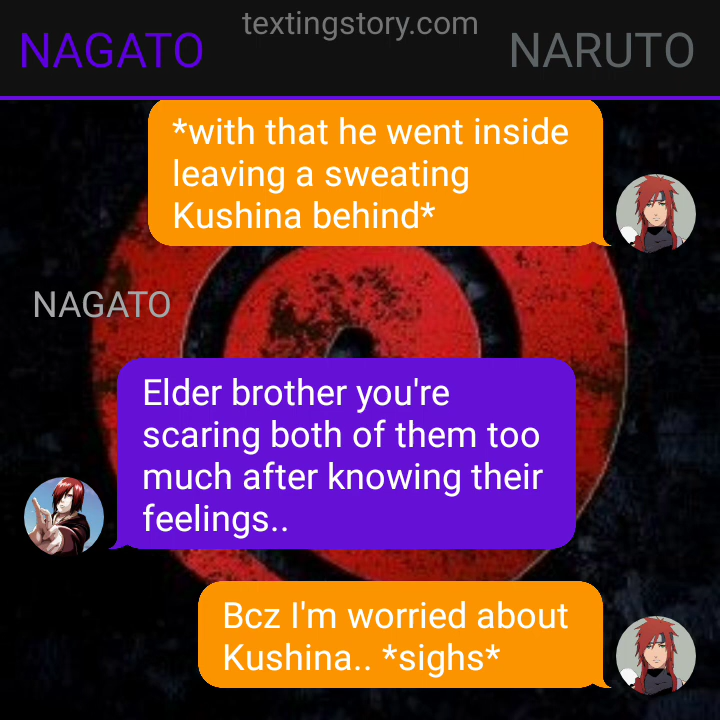 textingstory.com
NAGATO
NARUTO
*with that he went inside
leaving a sweating
Kushina behind*
NAGATO
Elder brother you're
scaring both of them too
much after knowing their
feelings..
Bcz I'm worried about
Kushina.. *sighs*